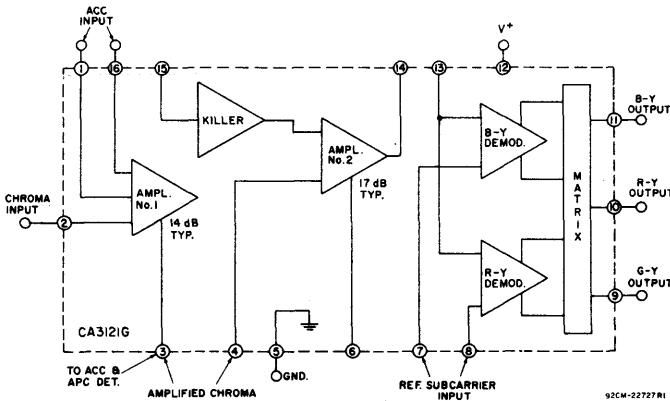 ACC
INPUT
V+
1
16
15
14
13
12
KILLER
AMPL.
No.2
17 dB
TYP.
AMPL.
No.1
14 dB
TYP.
CHROMA
INPUT
2
B-Y
DEMOD.
R-Y
DEMOD.
MATRIX
B-Y
OUTPUT
11
R-Y
OUTPUT
10
G-Y
OUTPUT
9
CA3121G
3
4
5
6
7
8
TO ACC &
APC DET.
AMPLIFIED CHROMA
GND.
REF. SUBCARRIER
INPUT
92CM-22727R1